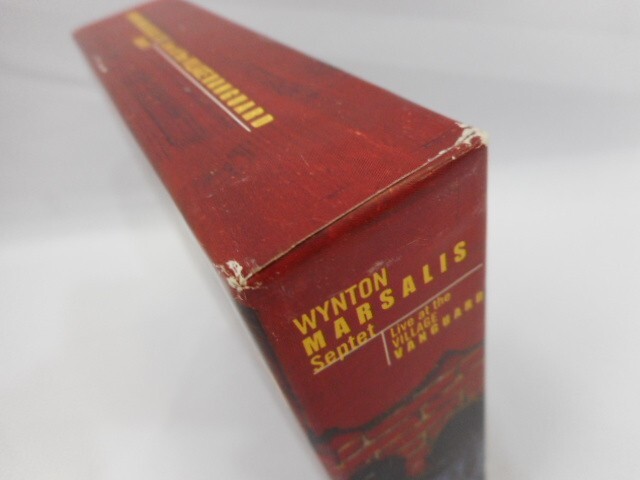 WYNTON
MARSALIS
Septet
Live at the
VILLAGE
VANGUARD